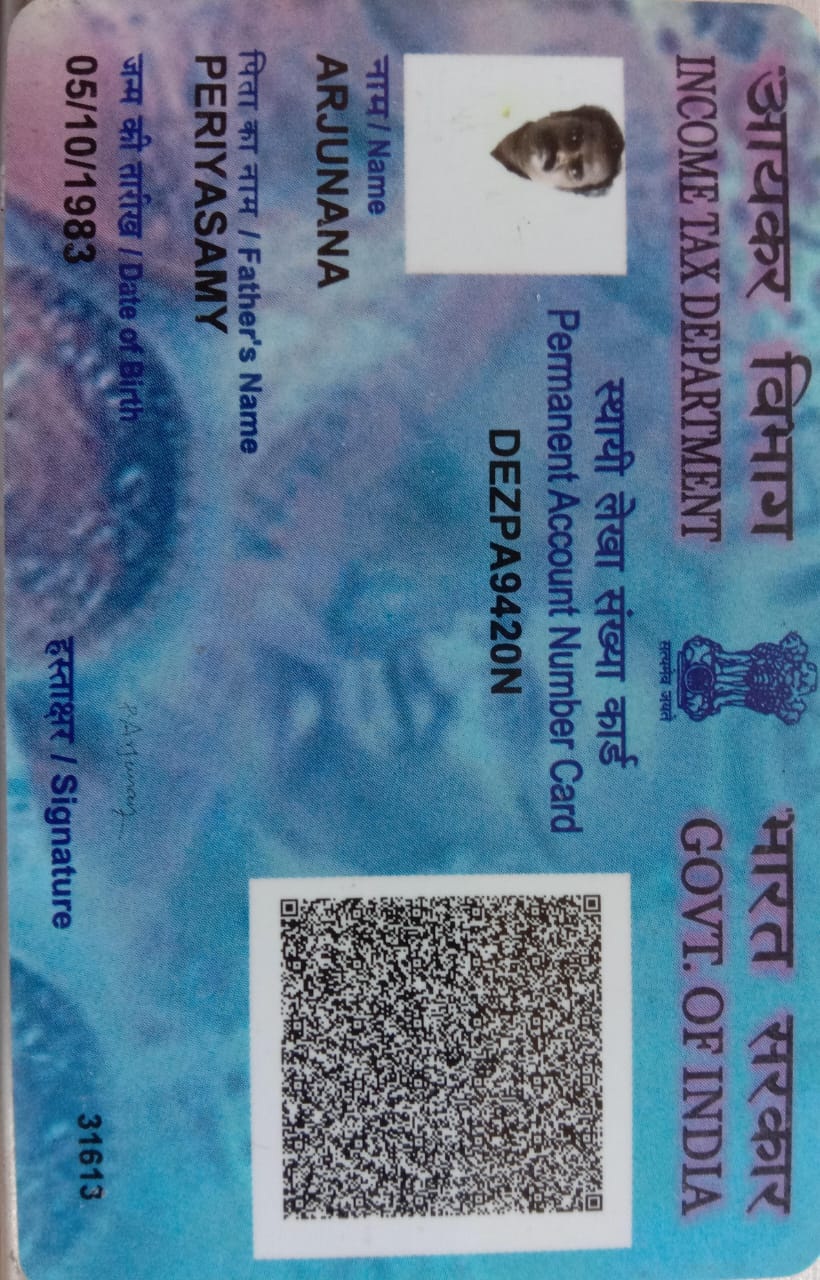 आयकर विभाग
INCOME TAX DEPARTMENT
सत्यमेव जयते
भारत सरकार
GOVT. OF INDIA
स्थायी लेखा संख्या कार्ड
Permanent Account Number Card
DEZPA9420N
नाम / Name
ARJUNANA
पिता का नाम / Father's Name
PERIYASAMY
जन्म की तारीख / Date of Birth
05/10/1983
हस्ताक्षर / Signature
31613